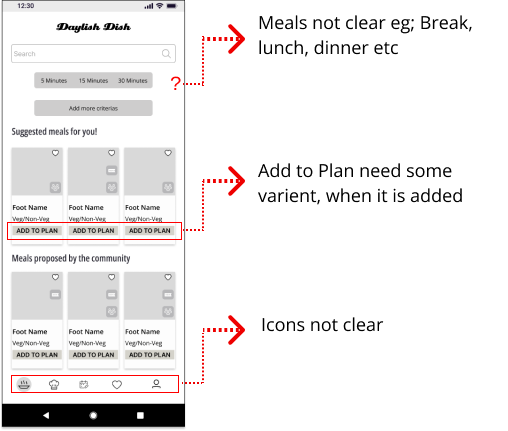 12:30
Daylish Dish
Search
5 Minutes 15 Minutes 30 Minutes
?
Add more criterias
Suggested meals for you!
Foot Name Foot Name Foot Name
Veg/Non-Veg Veg/Non-Veg Veg/Non-Veg
ADD TO PLAN ADD TO PLAN ADD TO PLAN
Meals proposed by the community
Foot Name Foot Name Foot Name
Veg/Non-Veg Veg/Non-Veg Veg/Non-Veg
ADD TO PLAN ADD TO PLAN ADD TO PLAN
Meals not clear eg; Break,
lunch, dinner etc
Add to Plan need some
varient, when it is added
Icons not clear